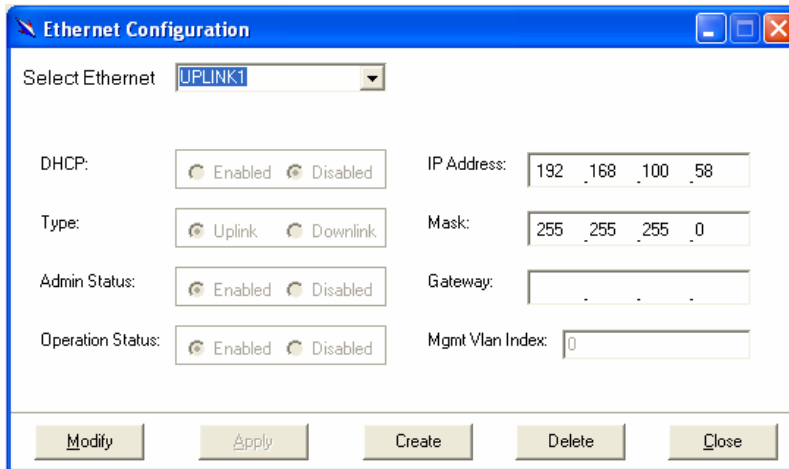 Ethernet Configuration
Select Ethernet UPLINK1
DHCP: Enabled Disabled IP Address: 192 .168 .100 .58
Type: Uplink Downlink Mask: 255 .255 .255 .0
Admin Status: Enabled Disabled Gateway: . . .
Operation Status: Enabled Disabled Mgmt Vlan Index: 0
Modify Apply Create Delete Close